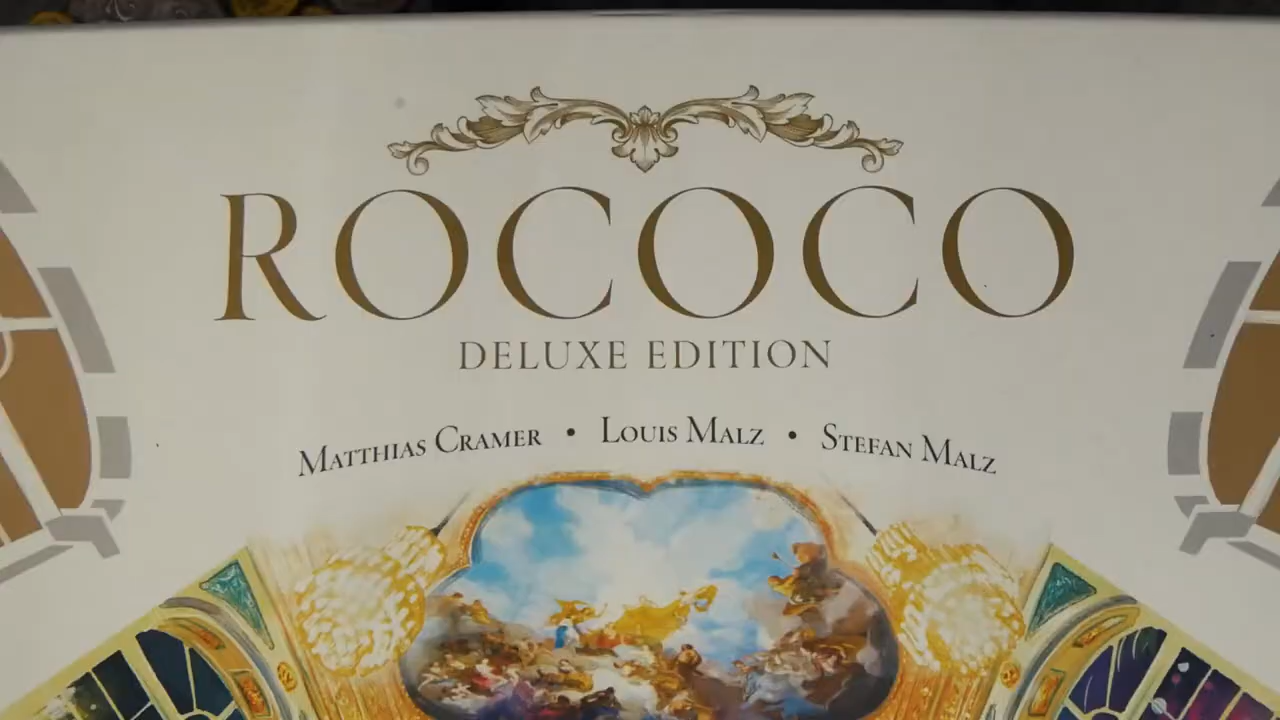 ROCOCO
DELUXE EDITION
MATTHIAS CRAMER • LOUIS MALZ • STEFAN MALZ